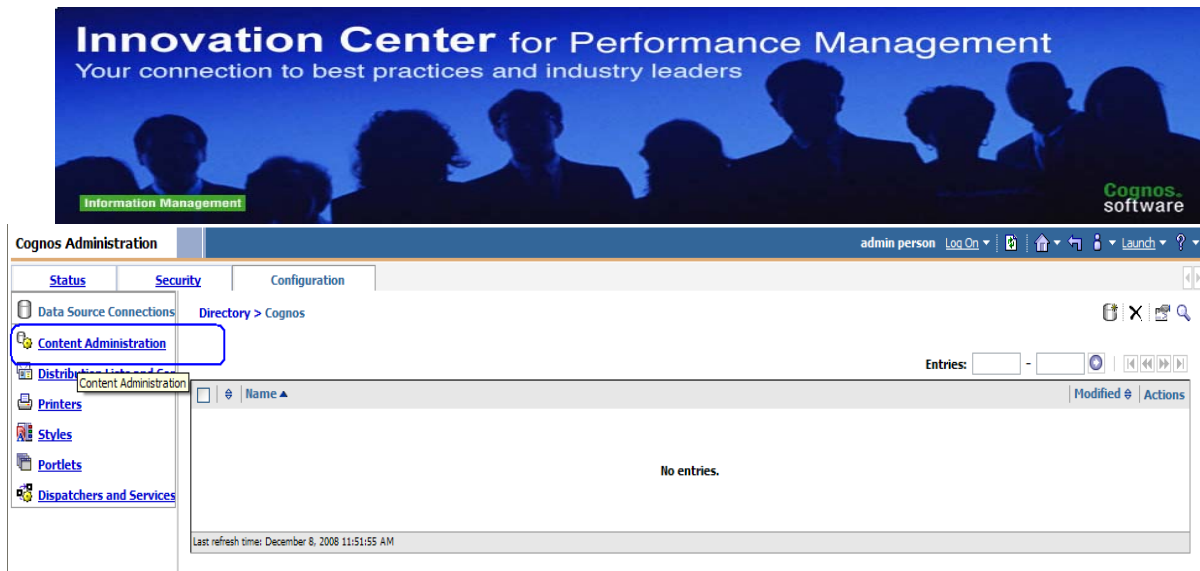 Innovation Center for Performance Management
Your connection to best practices and industry leaders
Information Management
Cognos.
software
Cognos Administration
admin person Log On Launch ?
Status Security Configuration
Data Source Connections
Content Administration
Distribution Lists and
Content Administration
Printers
Styles
Portlets
Dispatchers and Services
Directory > Cognos
Entries: -
Name Modified Actions
No entries.
Last refresh time: December 8, 2008 11:51:55 AM